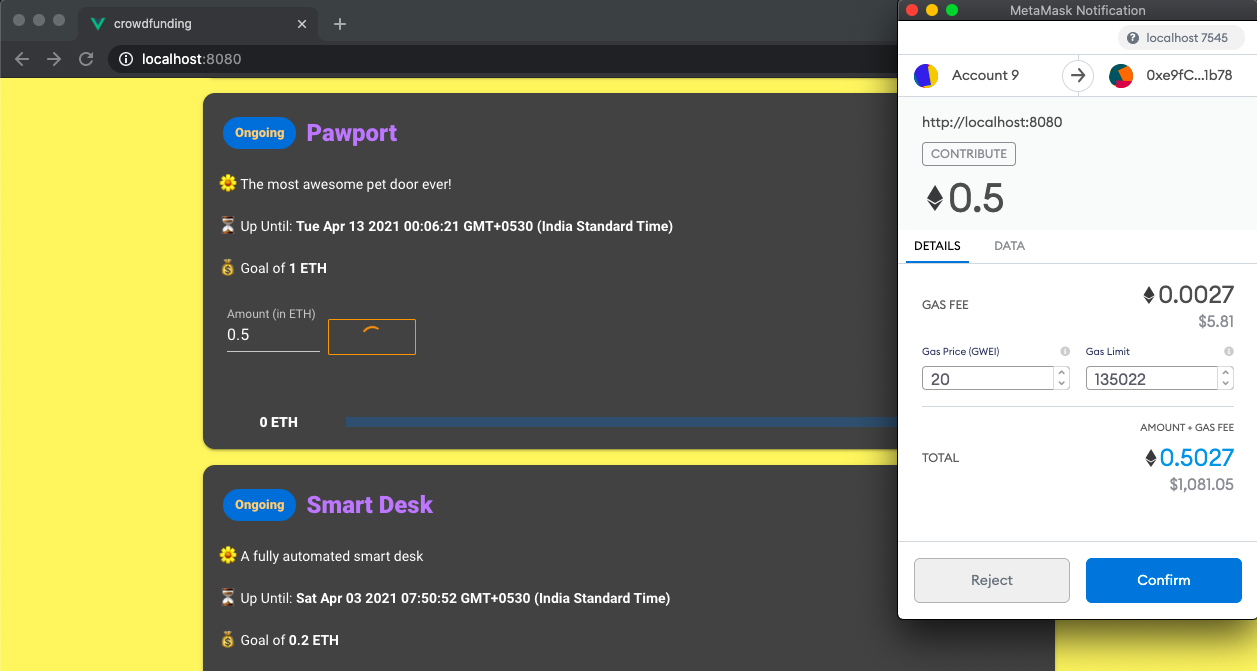 crowdfunding
localhost:8080
Ongoing Pawport
🌼 The most awesome pet door ever!
⏳ Up Until: Tue Apr 13 2021 00:06:21 GMT+0530 (India Standard Time)
💰 Goal of 1 ETH
Amount (in ETH)
0.5
0 ETH
Ongoing Smart Desk
🌼 A fully automated smart desk
⏳ Up Until: Sat Apr 03 2021 07:50:52 GMT+0530 (India Standard Time)
💰 Goal of 0.2 ETH
MetaMask Notification
localhost 7545
Account 9 0xe9fC...1b78
http://localhost:8080
CONTRIBUTE
0.5
DETAILS DATA
GAS FEE 0.0027
$5.81
Gas Price (GWEI) Gas Limit
20 135022
AMOUNT + GAS FEE
TOTAL 0.5027
$1,081.05
Reject Confirm